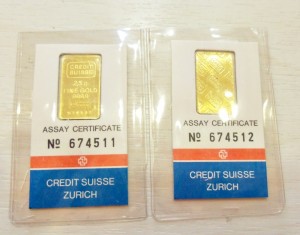 CREDIT
SUISSE
FINE GOLD
ASSAY CERTIFICATE
Nº 674511
CREDIT SUISSE
ZURICH
ASSAY CERTIFICATE
Nº 674512
CREDIT SUISSE
ZURICH